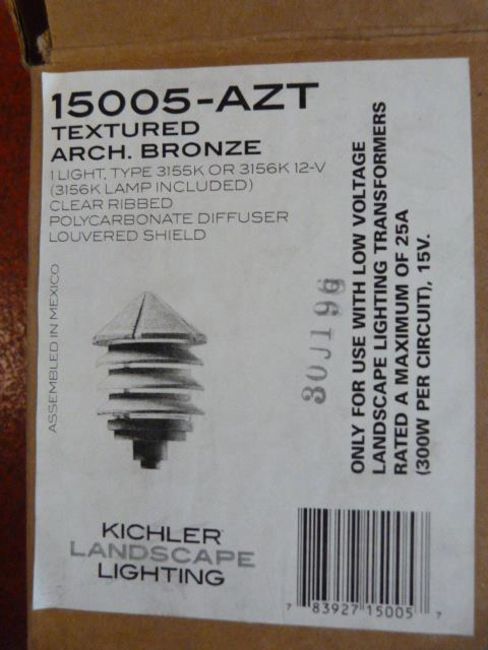 15005-AZT
TEXTURED
ARCH. BRONZE
1 LIGHT, TYPE 3155K OR 3156K 12-V
(3156K LAMP INCLUDED)
CLEAR RIBBED
POLYCARBONATE DIFFUSER
LOUVERED SHIELD
ASSEMBLED IN MEXICO
30J196
ONLY FOR USE WITH LOW VOLTAGE
LANDSCAPE LIGHTING TRANSFORMERS
RATED A MAXIMUM OF 25A
(300W PER CIRCUIT), 15V.
KICHLER
LANDSCAPE
LIGHTING
7 83927 15005 7